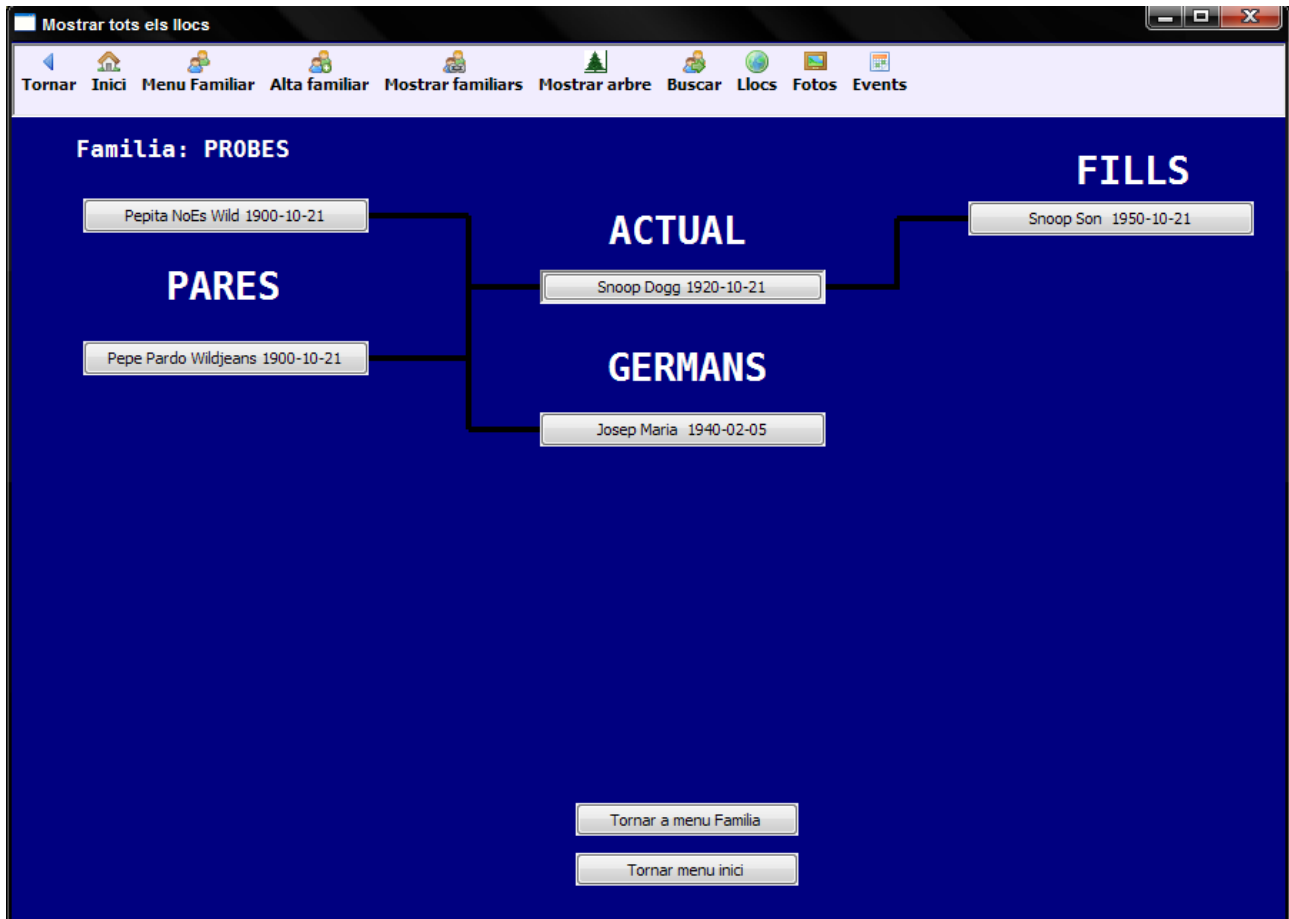 Mostrar tots els llocs
Tornar Inici Menu Familiar Alta familiar Mostrar familiars Mostrar arbre Buscar Llocs Fotos Events
Familia: PROBES
FILLS
Pepita NoEs Wild 1900-10-21
Snoop Son 1950-10-21
ACTUAL
PARES
Snoop Dogg 1920-10-21
Pepe Pardo Wildjeans 1900-10-21
GERMANS
Josep Maria 1940-02-05
Tornar a menu Familia
Tornar menu inici